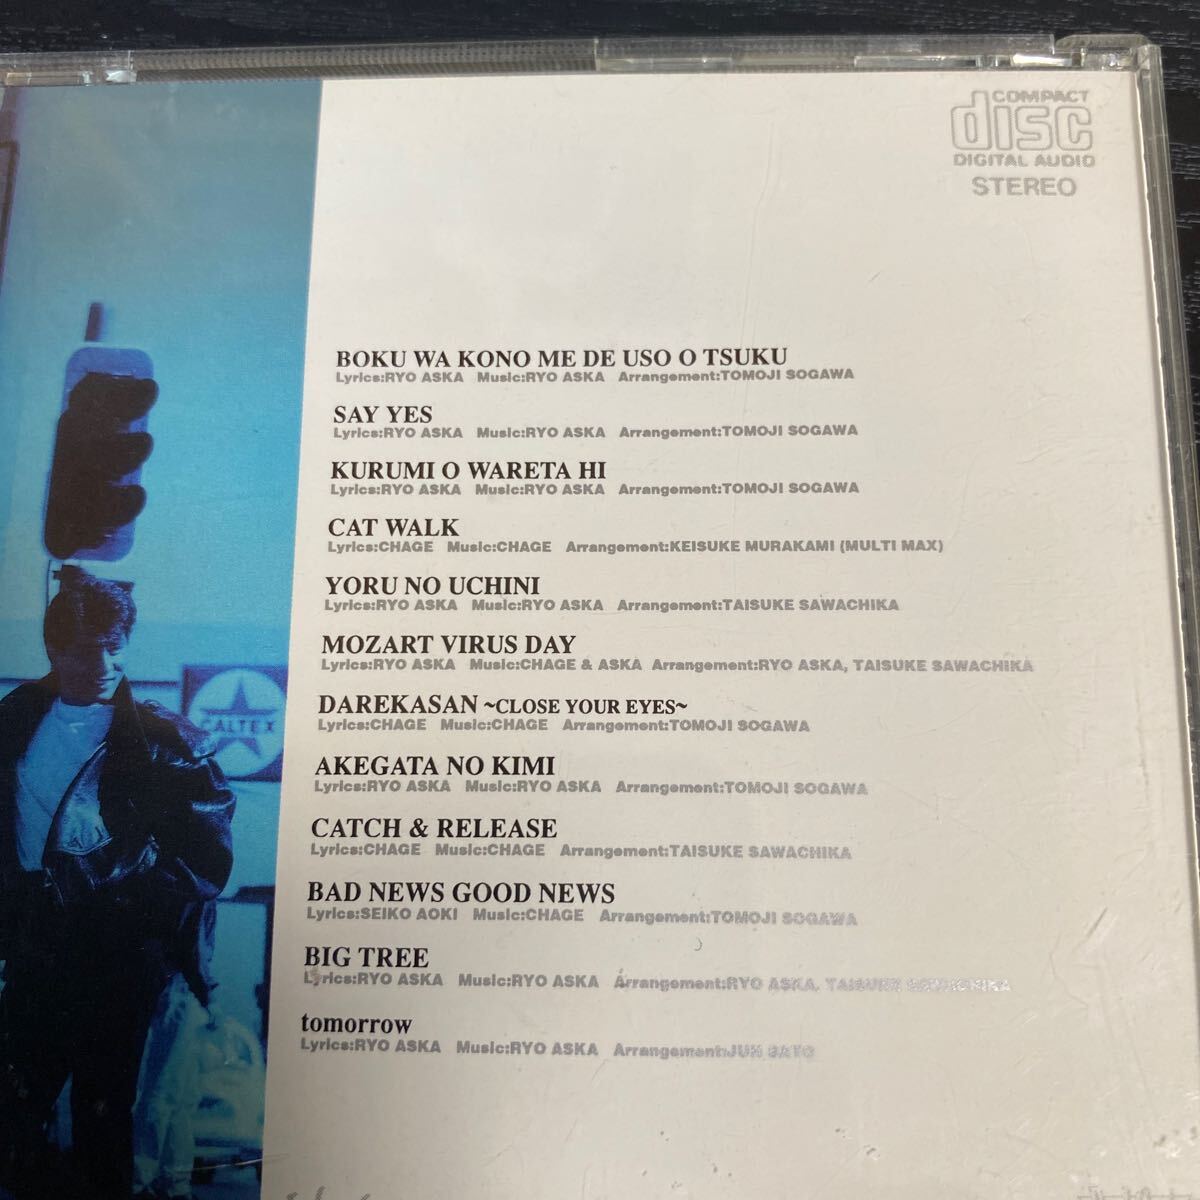 COMPACT
disc
DIGITAL AUDIO
STEREO
BOKU WA KONO ME DE USO O TSUKU
Lyrics:RYO ASKA Music:RYO ASKA Arrangement:TOMOJI SOGAWA
SAY YES
Lyrics:RYO ASKA Music:RYO ASKA Arrangement:TOMOJI SOGAWA
KURUMI O WARETA HI
Lyrics:RYO ASKA Music:RYO ASKA Arrangement:TOMOJI SOGAWA
CAT WALK
Lyrics:CHAGE Music:CHAGE Arrangement:KEISUKE MURAKAMI (MULTI MAX)
YORU NO UCHINI
Lyrics:RYO ASKA Music:RYO ASKA Arrangement:TAISUKE SAWACHIKA
MOZART VIRUS DAY
Lyrics:RYO ASKA Music:CHAGE & ASKA Arrangement:RYO ASKA, TAISUKE SAWACHIKA
DAREKASAN ~CLOSE YOUR EYES~
Lyrics:CHAGE Music:CHAGE Arrangement:TOMOJI SOGAWA
AKEGATA NO KIMI
Lyrics:RYO ASKA Music:RYO ASKA Arrangement:TOMOJI SOGAWA
CATCH & RELEASE
Lyrics:CHAGE Music:CHAGE Arrangement:TAISUKE SAWACHIKA
BAD NEWS GOOD NEWS
Lyrics:SEIKO AOKI Music:CHAGE Arrangement:TOMOJI SOGAWA
BIG TREE
Lyrics:RYO ASKA Music:RYO ASKA Arrangement:RYO ASKA, TAISUKE SAWACHIKA
tomorrow
Lyrics:RYO ASKA Music:RYO ASKA Arrangement:JUN SATO
CALTEX